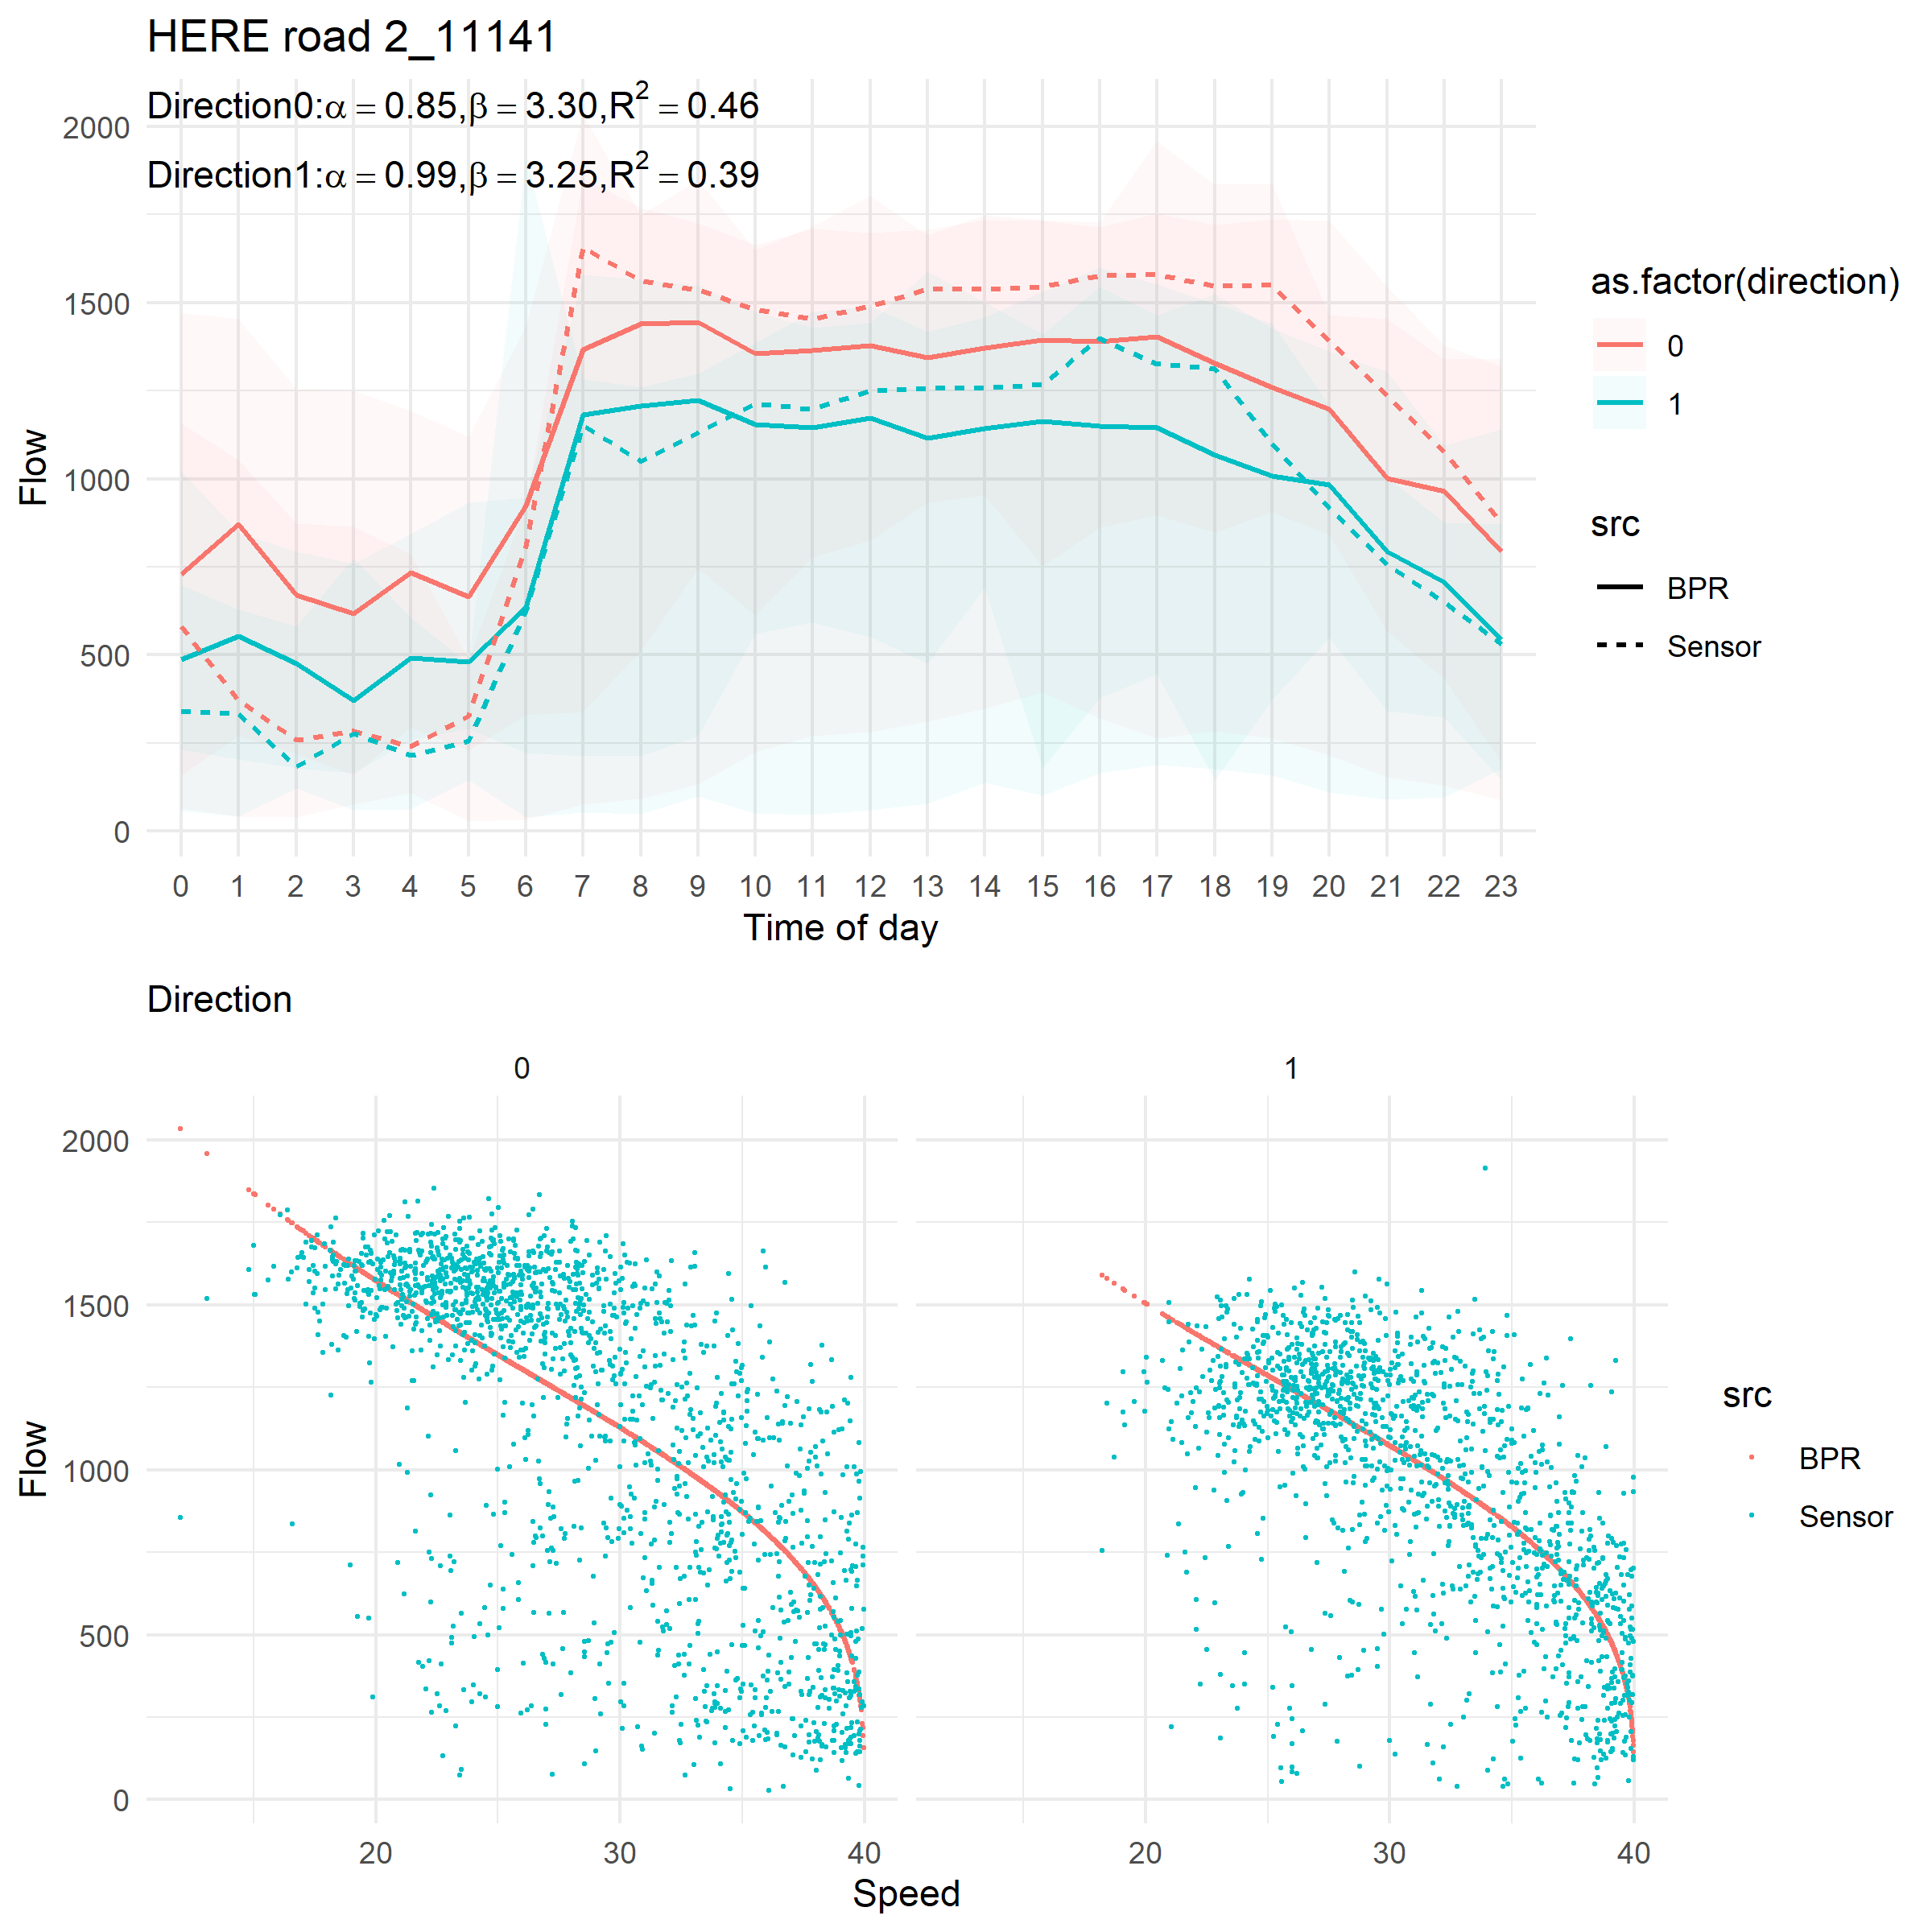 HERE road 2_11141
Direction0:α = 0.85,β = 3.30,R² = 0.46
Direction1:α = 0.99,β = 3.25,R² = 0.39
2000
1500
1000
500
0
Flow
0 1 2 3 4 5 6 7 8 9 10 11 12 13 14 15 16 17 18 19 20 21 22 23
Time of day
as.factor(direction)
0
1
src
BPR
Sensor
Direction
0 1
2000
1500
1000
500
0
Flow
20 30 40 20 30 40
Speed
src
BPR
Sensor